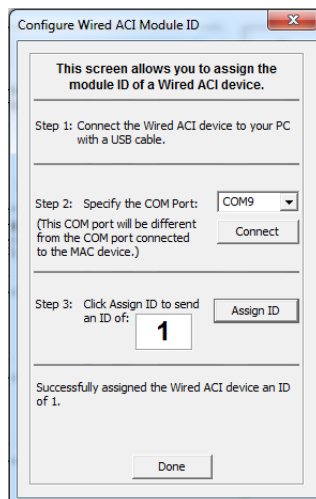 Configure Wired ACI Module ID
This screen allows you to assign the
module ID of a Wired ACI device.
Step 1: Connect the Wired ACI device to your PC
with a USB cable.
Step 2: Specify the COM Port:
COM9
(This COM port will be different
from the COM port connected
to the MAC device.)
Connect
Step 3: Click Assign ID to send
an ID of:
1
Assign ID
Successfully assigned the Wired ACI device an ID
of 1.
Done